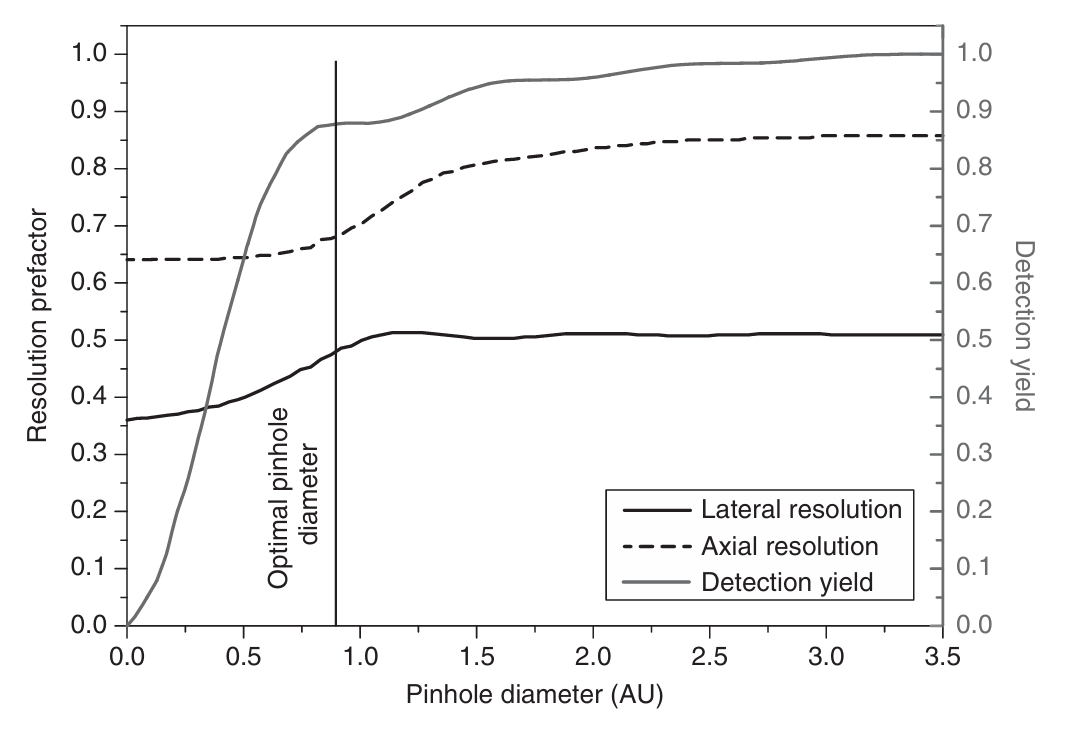 1.0
0.9
0.8
0.7
0.6
0.5
0.4
0.3
0.2
0.1
0.0
Resolution prefactor
1.0
0.9
0.8
0.7
0.6
0.5
0.4
0.3
0.2
0.1
0.0
Detection yield
Optimal pinhole
diameter
Lateral resolution
Axial resolution
Detection yield
0.0 0.5 1.0 1.5 2.0 2.5 3.0 3.5
Pinhole diameter (AU)